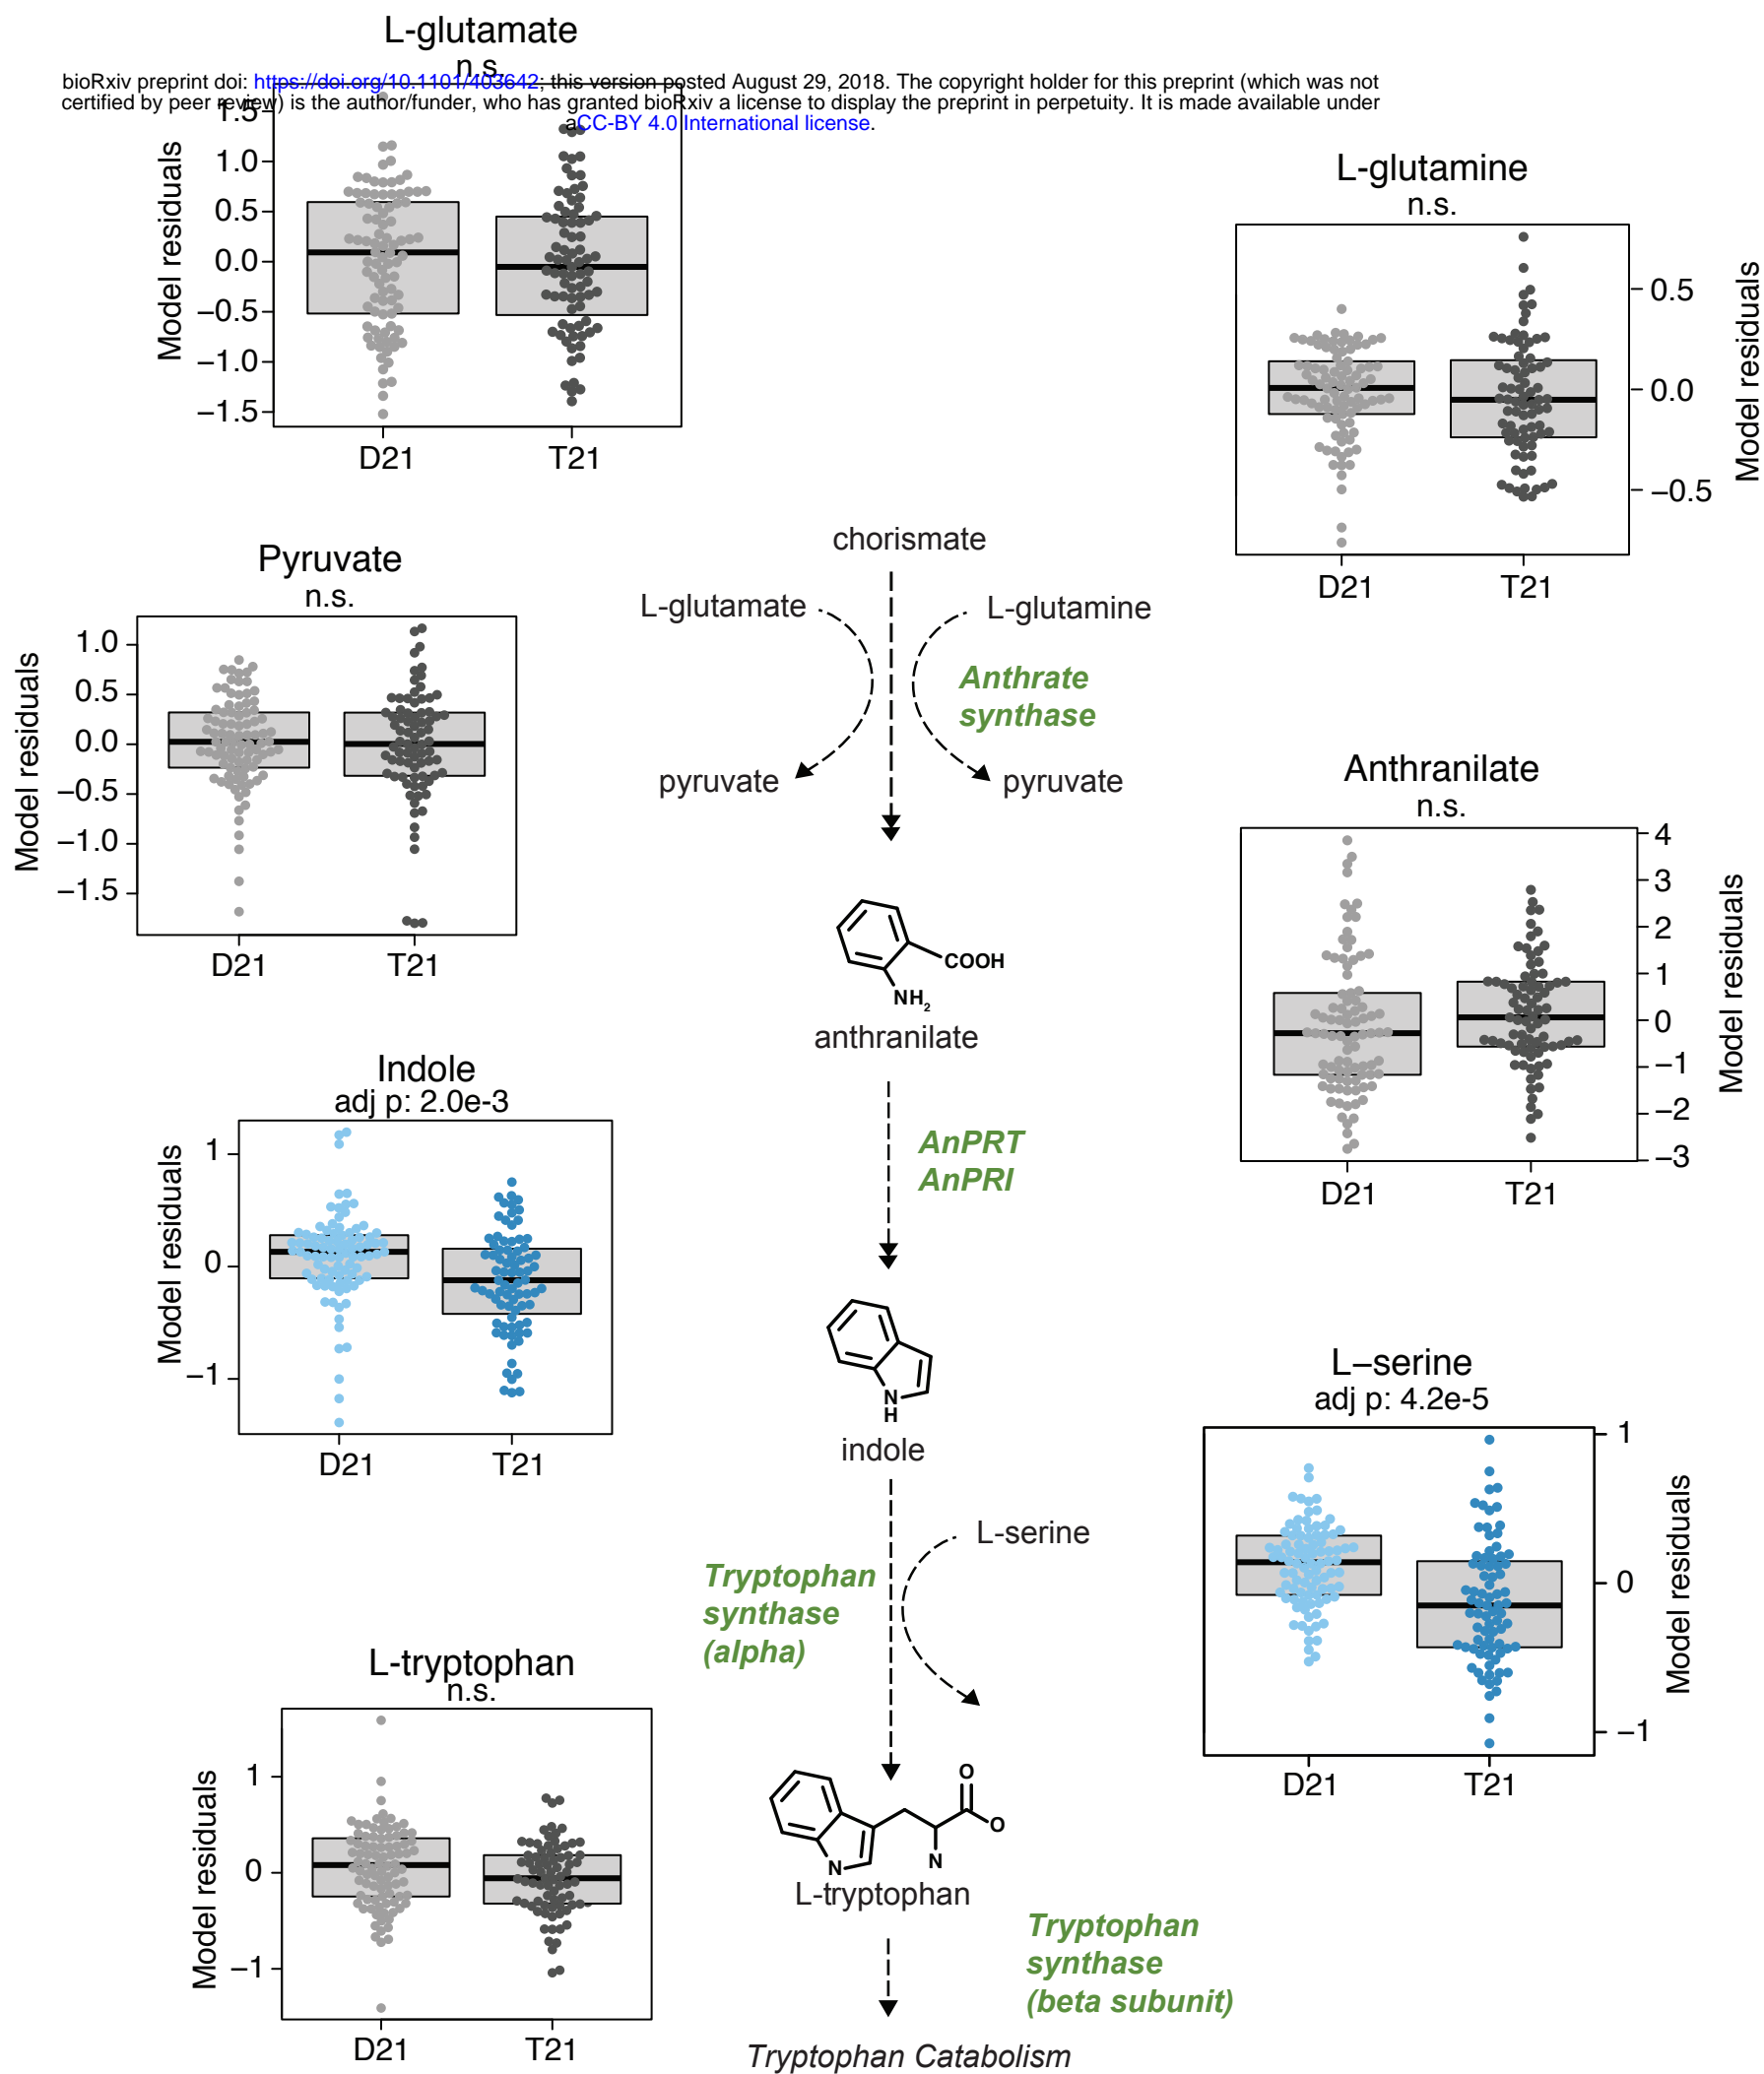 L-glutamate
n.s.
bioRxiv preprint doi: https://doi.org/10.1101/403642; this version posted August 29, 2018. The copyright holder for this preprint (which was not
certified by peer review) is the author/funder, who has granted bioRxiv a license to display the preprint in perpetuity. It is made available under
aCC-BY 4.0 International license.
Model residuals
1.5
1.0
0.5
0.0
−0.5
−1.0
−1.5
D21 T21
L-glutamine
n.s.
0.5
0.0
−0.5
Model residuals
D21 T21
Pyruvate
n.s.
Model residuals
1.0
0.5
0.0
−0.5
−1.0
−1.5
D21 T21
chorismate
L-glutamate L-glutamine
Anthrate
synthase
pyruvate pyruvate
COOH
NH2
anthranilate
Anthranilate
n.s.
4
3
2
1
0
−1
−2
−3
Model residuals
D21 T21
Indole
adj p: 2.0e-3
Model residuals
1
0
−1
D21 T21
AnPRT
AnPRI
N
H
indole
L−serine
adj p: 4.2e-5
1
0
−1
Model residuals
D21 T21
L-serine
Tryptophan
synthase
(alpha)
L-tryptophan
n.s.
Model residuals
1
0
−1
D21 T21
O
O
N
N
L-tryptophan
Tryptophan
synthase
(beta subunit)
Tryptophan Catabolism